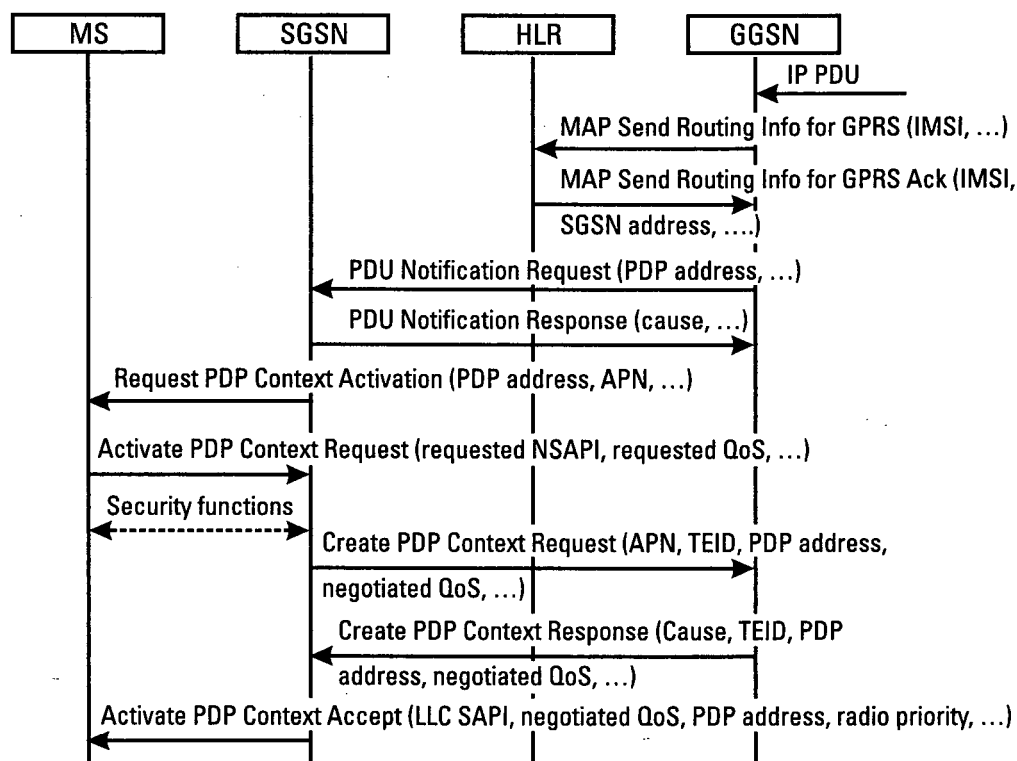 MS SGSN HLR GGSN
IP PDU
MAP Send Routing Info for GPRS (IMSI, ...)
MAP Send Routing Info for GPRS Ack (IMSI,
SGSN address, ....)
PDU Notification Request (PDP address, ...)
PDU Notification Response (cause, ...)
Request PDP Context Activation (PDP address, APN, ...)
Activate PDP Context Request (requested NSAPI, requested QoS, ...)
Security functions
Create PDP Context Request (APN, TEID, PDP address,
negotiated QoS, ...)
Create PDP Context Response (Cause, TEID, PDP
address, negotiated QoS, ...)
Activate PDP Context Accept (LLC SAPI, negotiated QoS, PDP address, radio priority, ...)